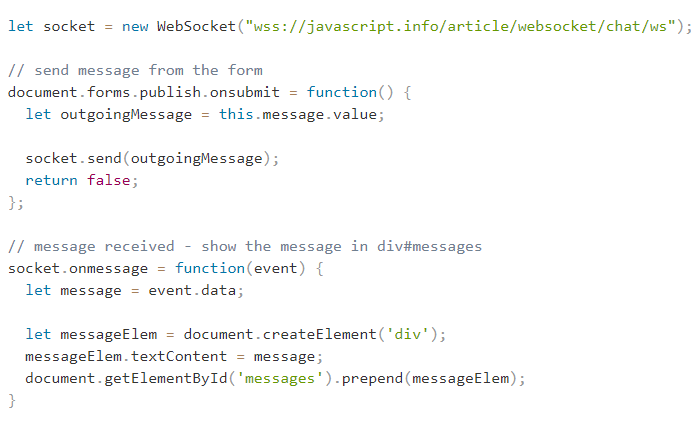 let socket = new WebSocket("wss://javascript.info/article/websocket/chat/ws");

// send message from the form
document.forms.publish.onsubmit = function() {
  let outgoingMessage = this.message.value;

  socket.send(outgoingMessage);
  return false;
};

// message received - show the message in div#messages
socket.onmessage = function(event) {
  let message = event.data;

  let messageElem = document.createElement('div');
  messageElem.textContent = message;
  document.getElementById('messages').prepend(messageElem);
}